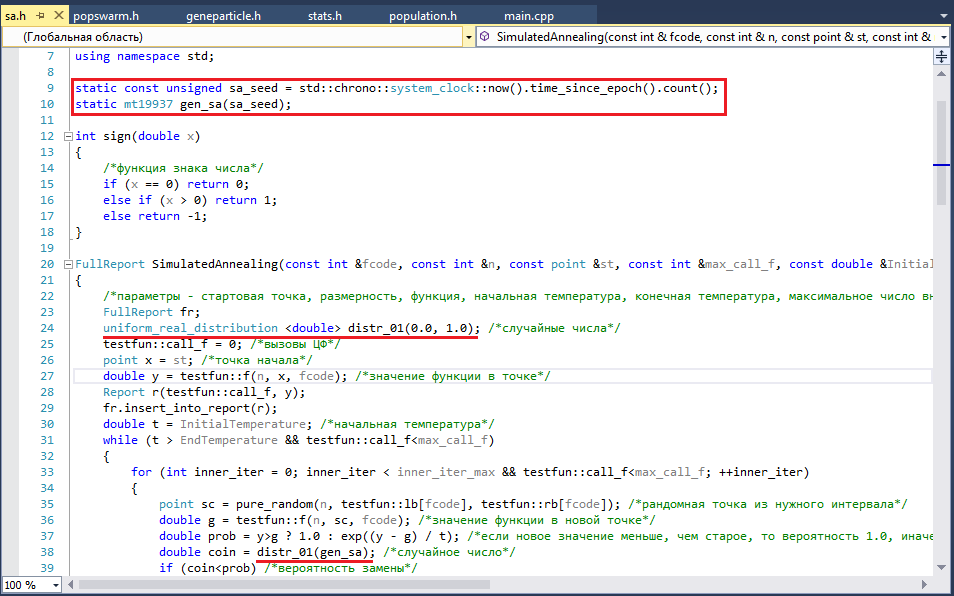 sa.h popswarm.h geneparticle.h stats.h population.h main.cpp
(Глобальная область) SimulatedAnnealing(const int & fcode, const int & n, const point & st, const int &
7 using namespace std;
8
9 static const unsigned sa_seed = std::chrono::system_clock::now().time_since_epoch().count();
10 static mt19937 gen_sa(sa_seed);
11
12 int sign(double x)
13 {
14 /*функция знака числа*/
15 if (x == 0) return 0;
16 else if (x > 0) return 1;
17 else return -1;
18 }
19
20 FullReport SimulatedAnnealing(const int &fcode, const int &n, const point &st, const int &max_call_f, const double &Initial
21 {
22 /*параметры - стартовая точка, размерность, функция, начальная температура, конечная температура, максимальное число вн
23 FullReport fr;
24 uniform_real_distribution <double> distr_01(0.0, 1.0); /*случайные числа*/
25 testfun::call_f = 0; /*вызовы ЦФ*/
26 point x = st; /*точка начала*/
27 double y = testfun::f(n, x, fcode); /*значение функции в точке*/
28 Report r(testfun::call_f, y);
29 fr.insert_into_report(r);
30 double t = InitialTemperature; /*начальная температура*/
31 while (t > EndTemperature && testfun::call_f<max_call_f)
32 {
33 for (int inner_iter = 0; inner_iter < inner_iter_max && testfun::call_f<max_call_f; ++inner_iter)
34 {
35 point sc = pure_random(n, testfun::lb[fcode], testfun::rb[fcode]); /*рандомная точка из нужного интервала*/
36 double g = testfun::f(n, sc, fcode); /*значение функции в новой точке*/
37 double prob = y>g ? 1.0 : exp((y - g) / t); /*если новое значение меньше, чем старое, то вероятность 1.0, иначе
38 double coin = distr_01(gen_sa); /*случайное число*/
39 if (coin<prob) /*вероятность замены*/
100 %